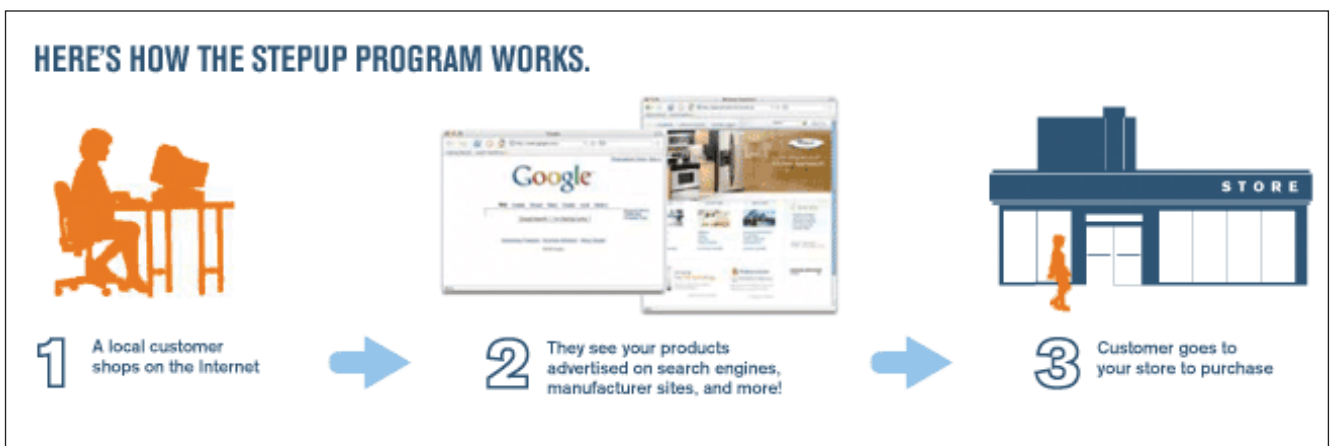 HERE'S HOW THE STEPUP PROGRAM WORKS.
Google
STORE
1
A local customer
shops on the Internet
2
They see your products
advertised on search engines,
manufacturer sites, and more!
3
Customer goes to
your store to purchase